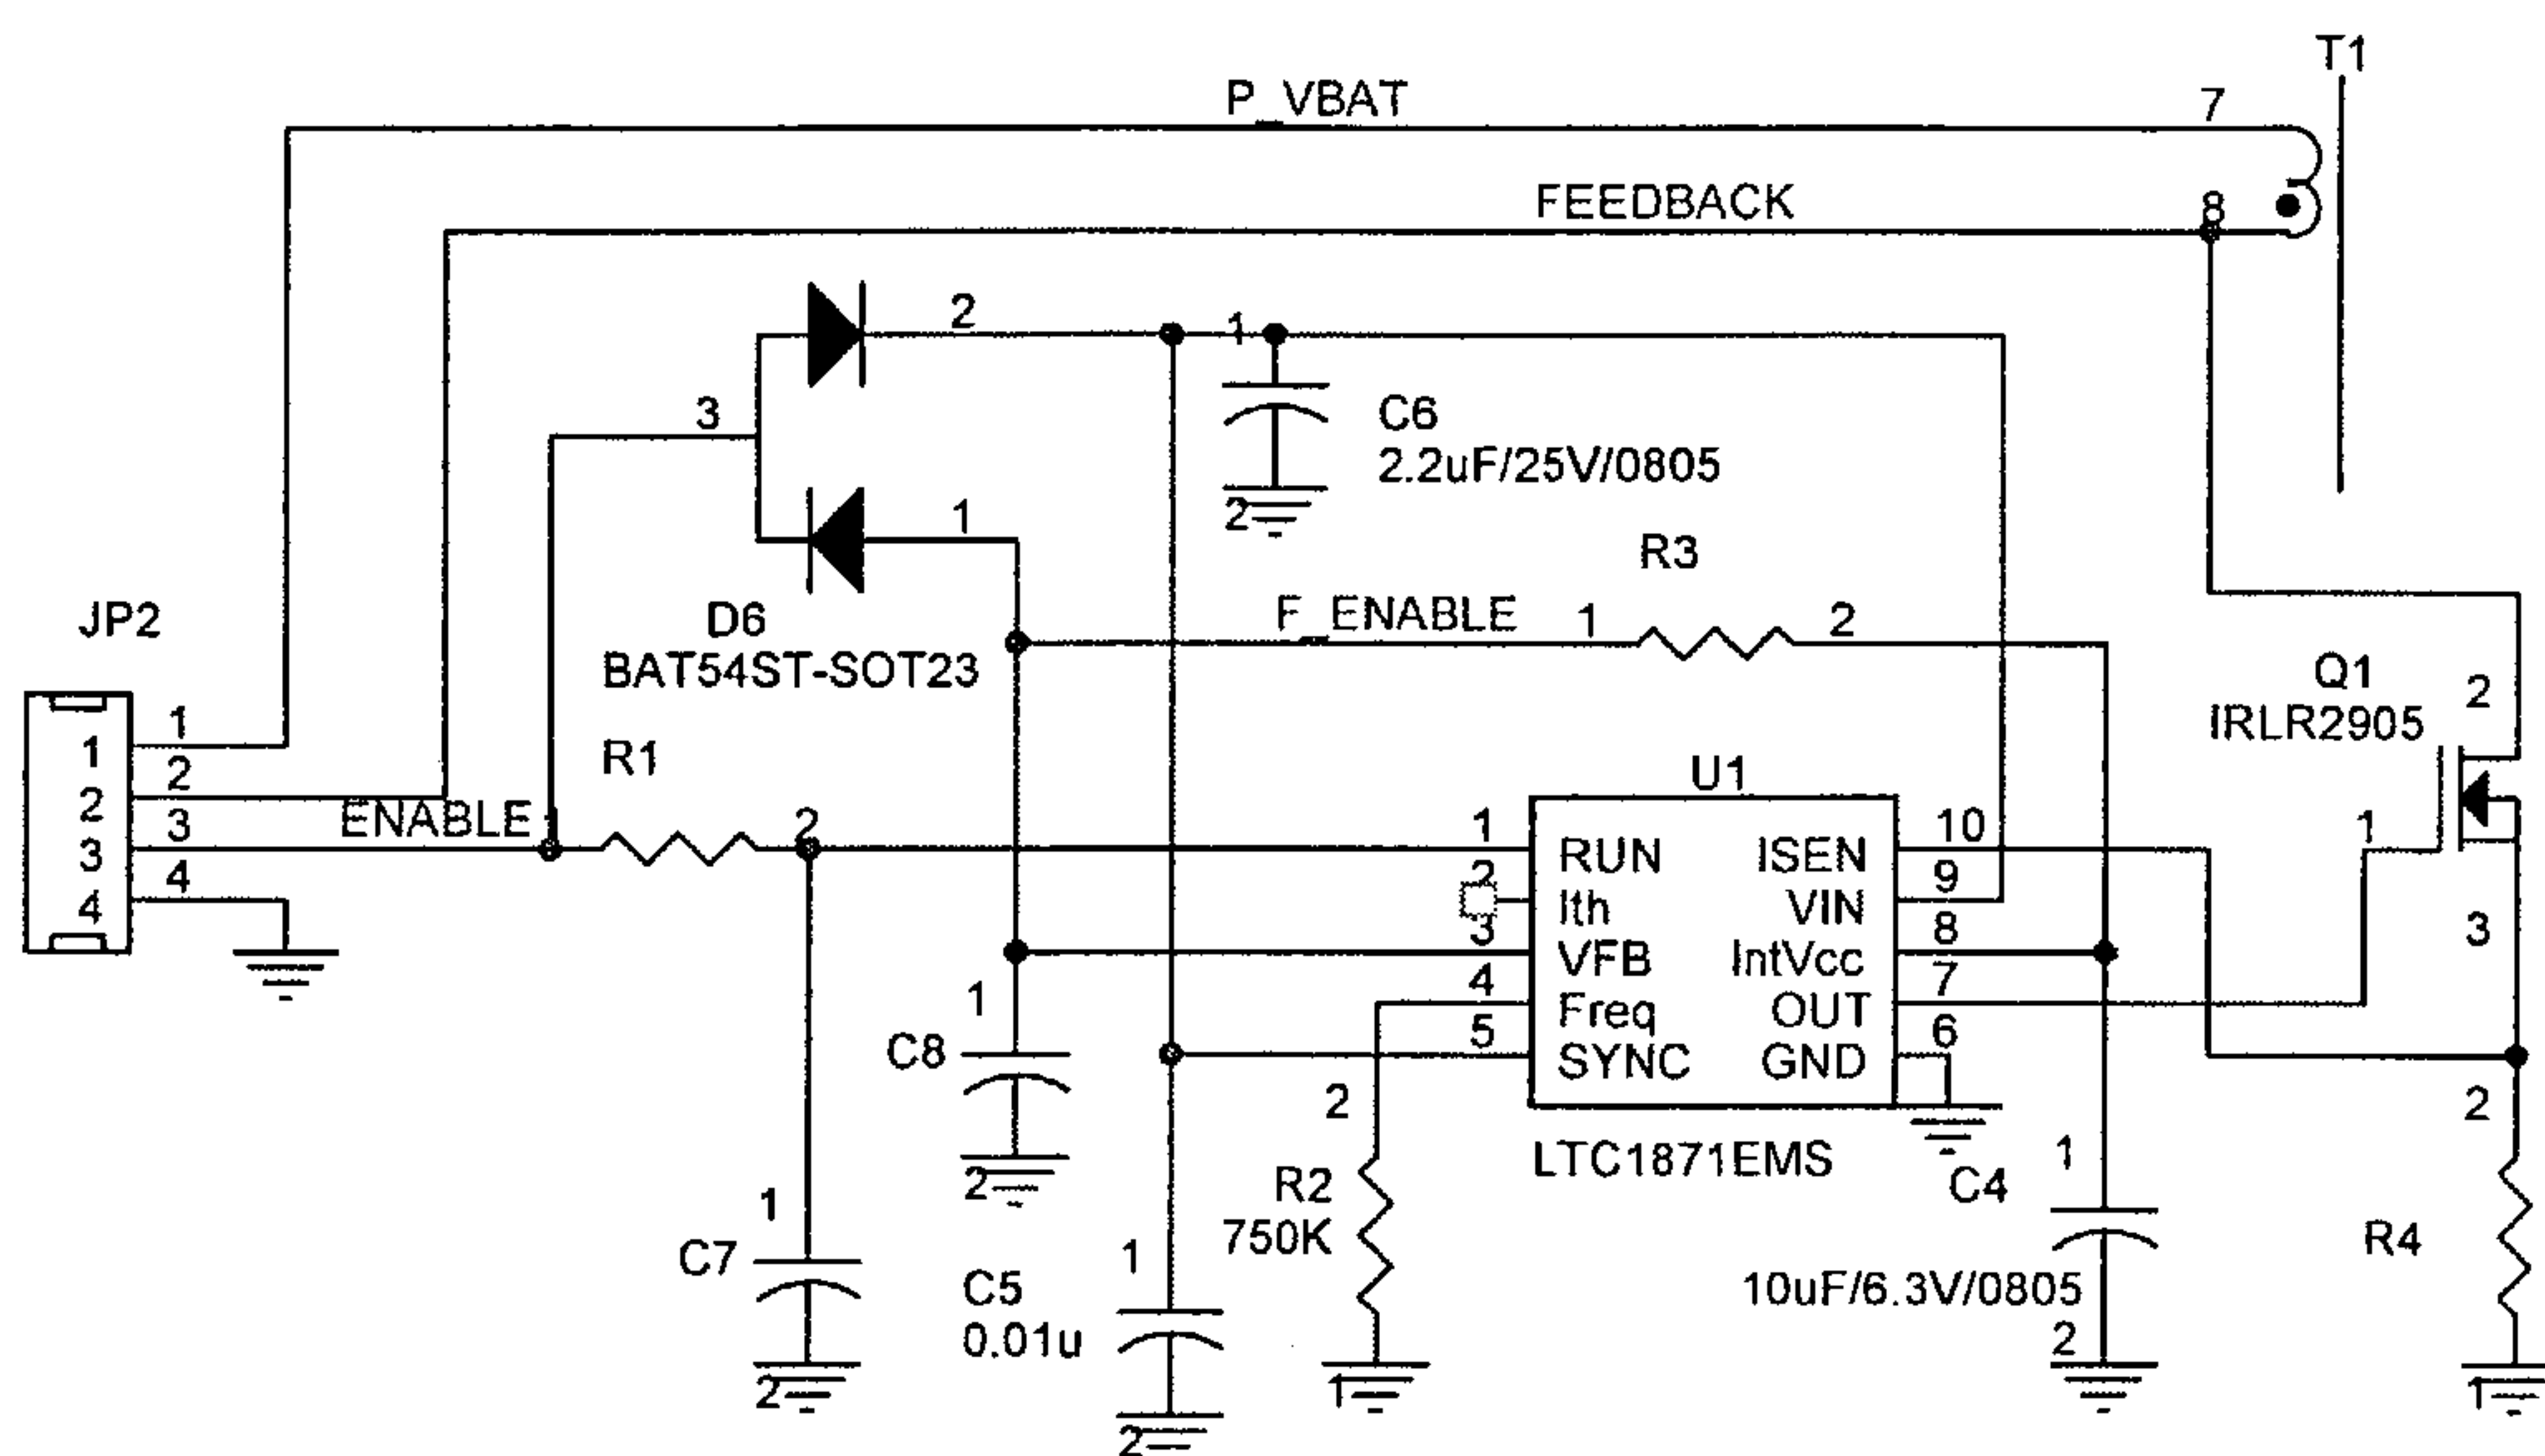 T1
P_VBAT
7
FEEDBACK
8
2
1
3
C6
2.2uF/25V/0805
2
1
R3
F_ENABLE
1
2
D6
BAT54ST-SOT23
JP2
Q1
IRLR2905
2
R1
U1
1
1
2
2
ENABLE
3
3
4
4
2
1
RUN
ISEN
10
1
2
Ith
VIN
9
3
VFB
IntVcc
8
3
4
Freq
OUT
7
5
SYNC
GND
6
1
C8
2
2
LTC1871EMS
2
1
C4
1
C7
R2
750K
1
C5
0.01u
10uF/6.3V/0805
R4
2
2
1
2
1